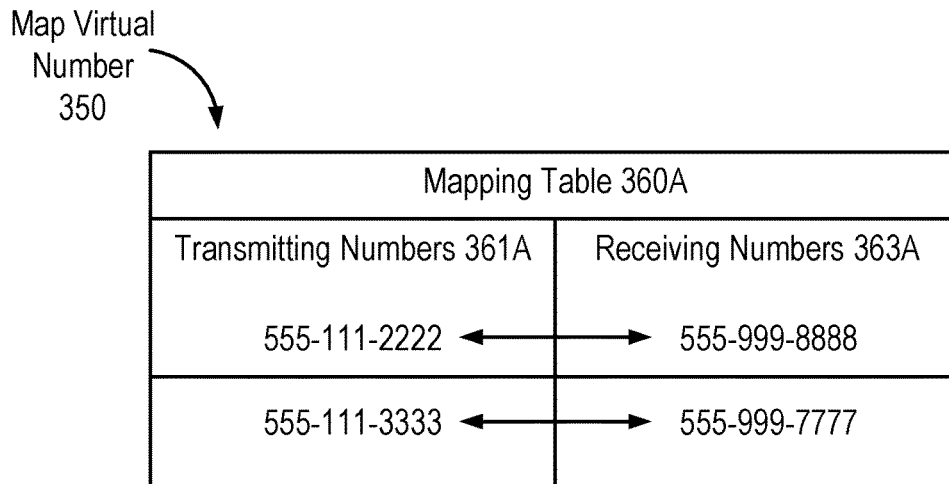 Map Virtual
Number
350
Mapping Table 360A
Transmitting Numbers 361A
Receiving Numbers 363A
555-111-2222
555-999-8888
555-111-3333
555-999-7777